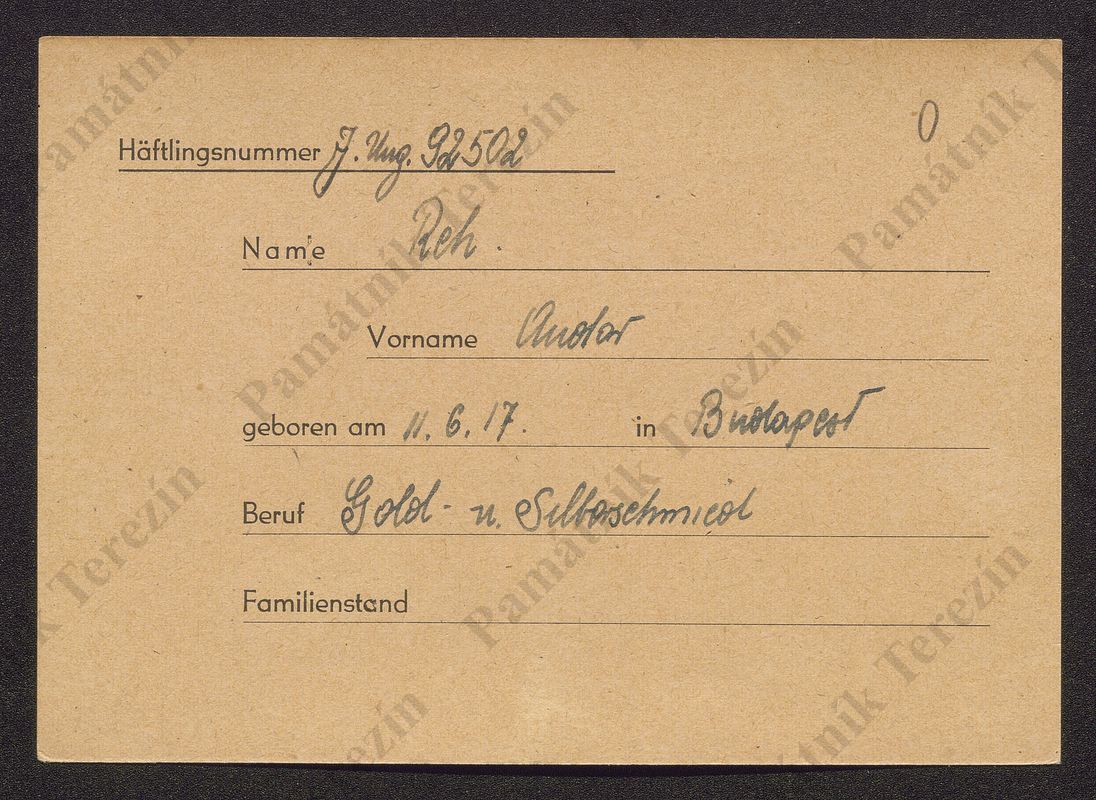 0
Häftlingsnummer J. Ung. 92502
Name Reh.
Vorname Andor
geboren am 11. 6. 17. in Budapest
Beruf Gold- u. Silberschmied
Familienstand
Památník Terezín